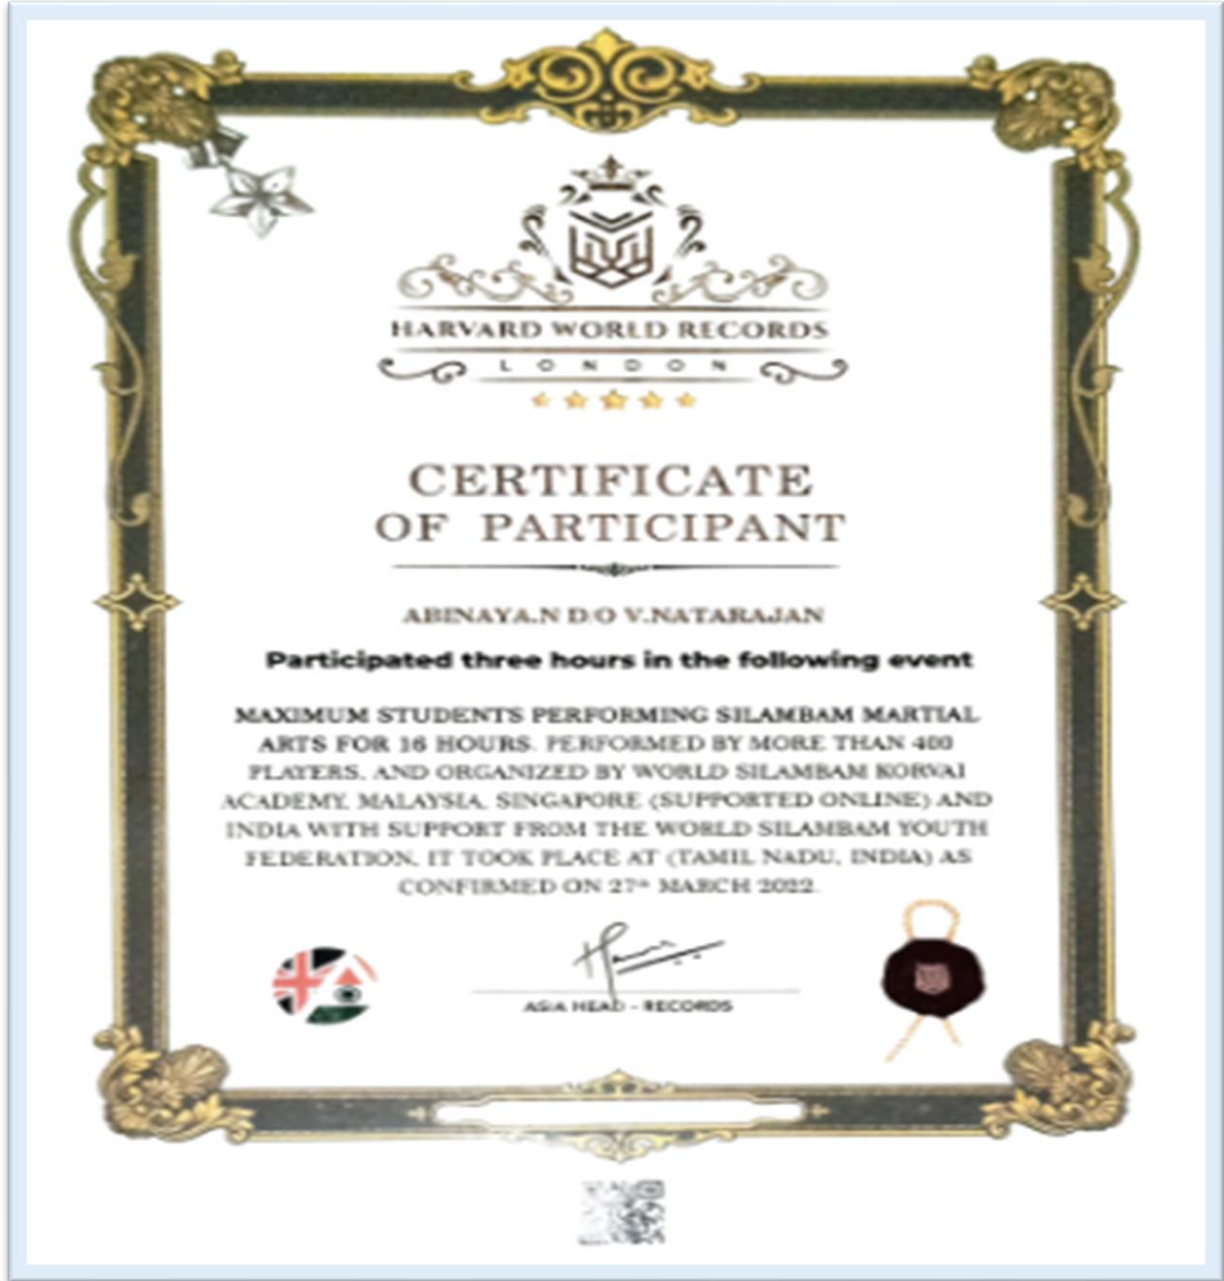 HARVARD WORLD RECORDS
LONDON
CERTIFICATE
OF PARTICIPANT
ABINAYA.N D/O V.NATARAJAN
Participated three hours in the following event
MAXIMUM STUDENTS PERFORMING SILAMBAM MARTIAL
ARTS FOR 16 HOURS. PERFORMED BY MORE THAN 400
PLAYERS, AND ORGANIZED BY WORLD SILAMBAM KORVAI
ACADEMY, MALAYSIA, SINGAPORE (SUPPORTED ONLINE) AND
INDIA WITH SUPPORT FROM THE WORLD SILAMBAM YOUTH
FEDERATION. IT TOOK PLACE AT (TAMIL NADU, INDIA) AS
CONFIRMED ON 27th MARCH 2022.
ASIA HEAD - RECORDS